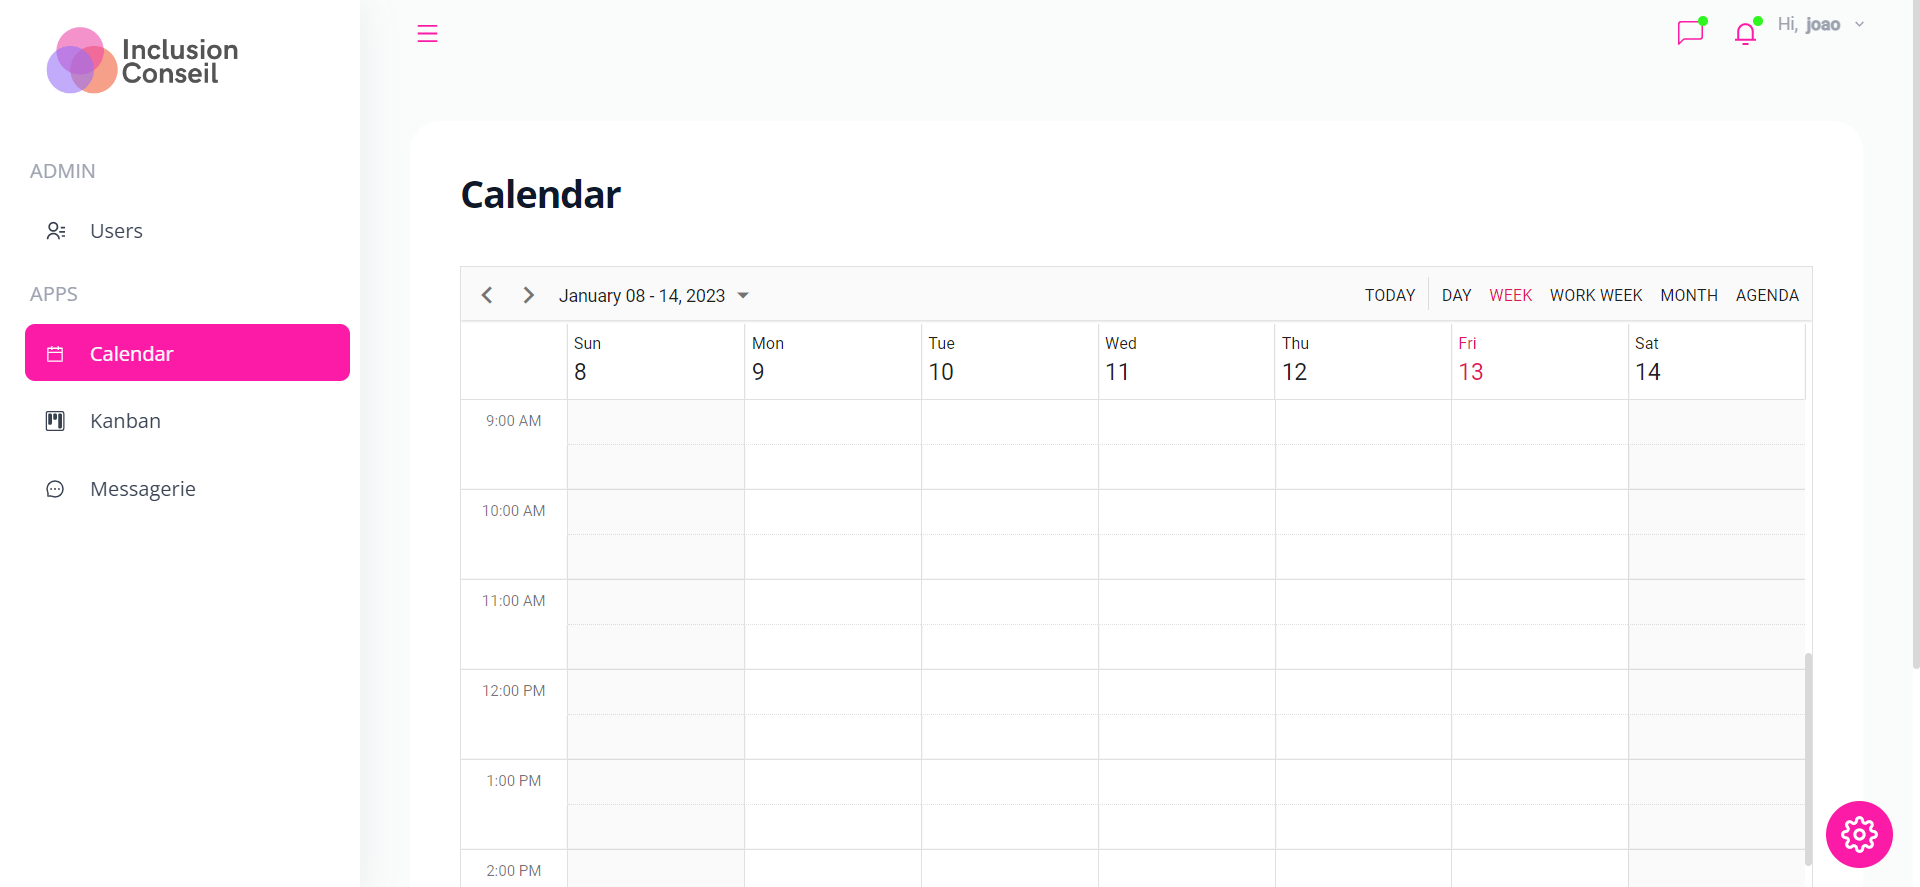 Inclusion
Conseil
Hi, joao
ADMIN
Users
APPS
Calendar
Kanban
Messagerie
Calendar
January 08 - 14, 2023
TODAY DAY WEEK WORK WEEK MONTH AGENDA
Sun Mon Tue Wed Thu Fri Sat
8 9 10 11 12 13 14
9:00 AM
10:00 AM
11:00 AM
12:00 PM
1:00 PM
2:00 PM